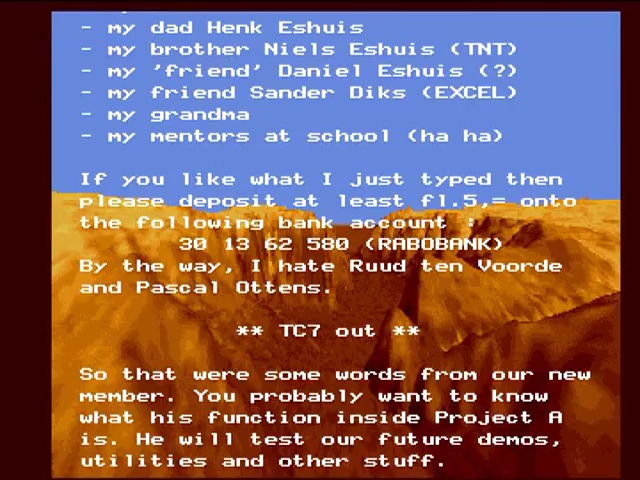 - my dad Henk Eshuis
- my brother Niels Eshuis (TNT)
- my 'friend' Daniel Eshuis (?)
- my friend Sander Diks (EXCEL)
- my grandma
- my mentors at school (ha ha)
If you like what I just typed then
please deposit at least f1.5,= onto
the following bank account :
30 13 62 580 (RABOBANK)
By the way, I hate Ruud ten Voorde
and Pascal Ottens.
** TC7 out **
So that were some words from our new
member. You probably want to know
what his function inside Project A
is. He will test our future demos,
utilities and other stuff.